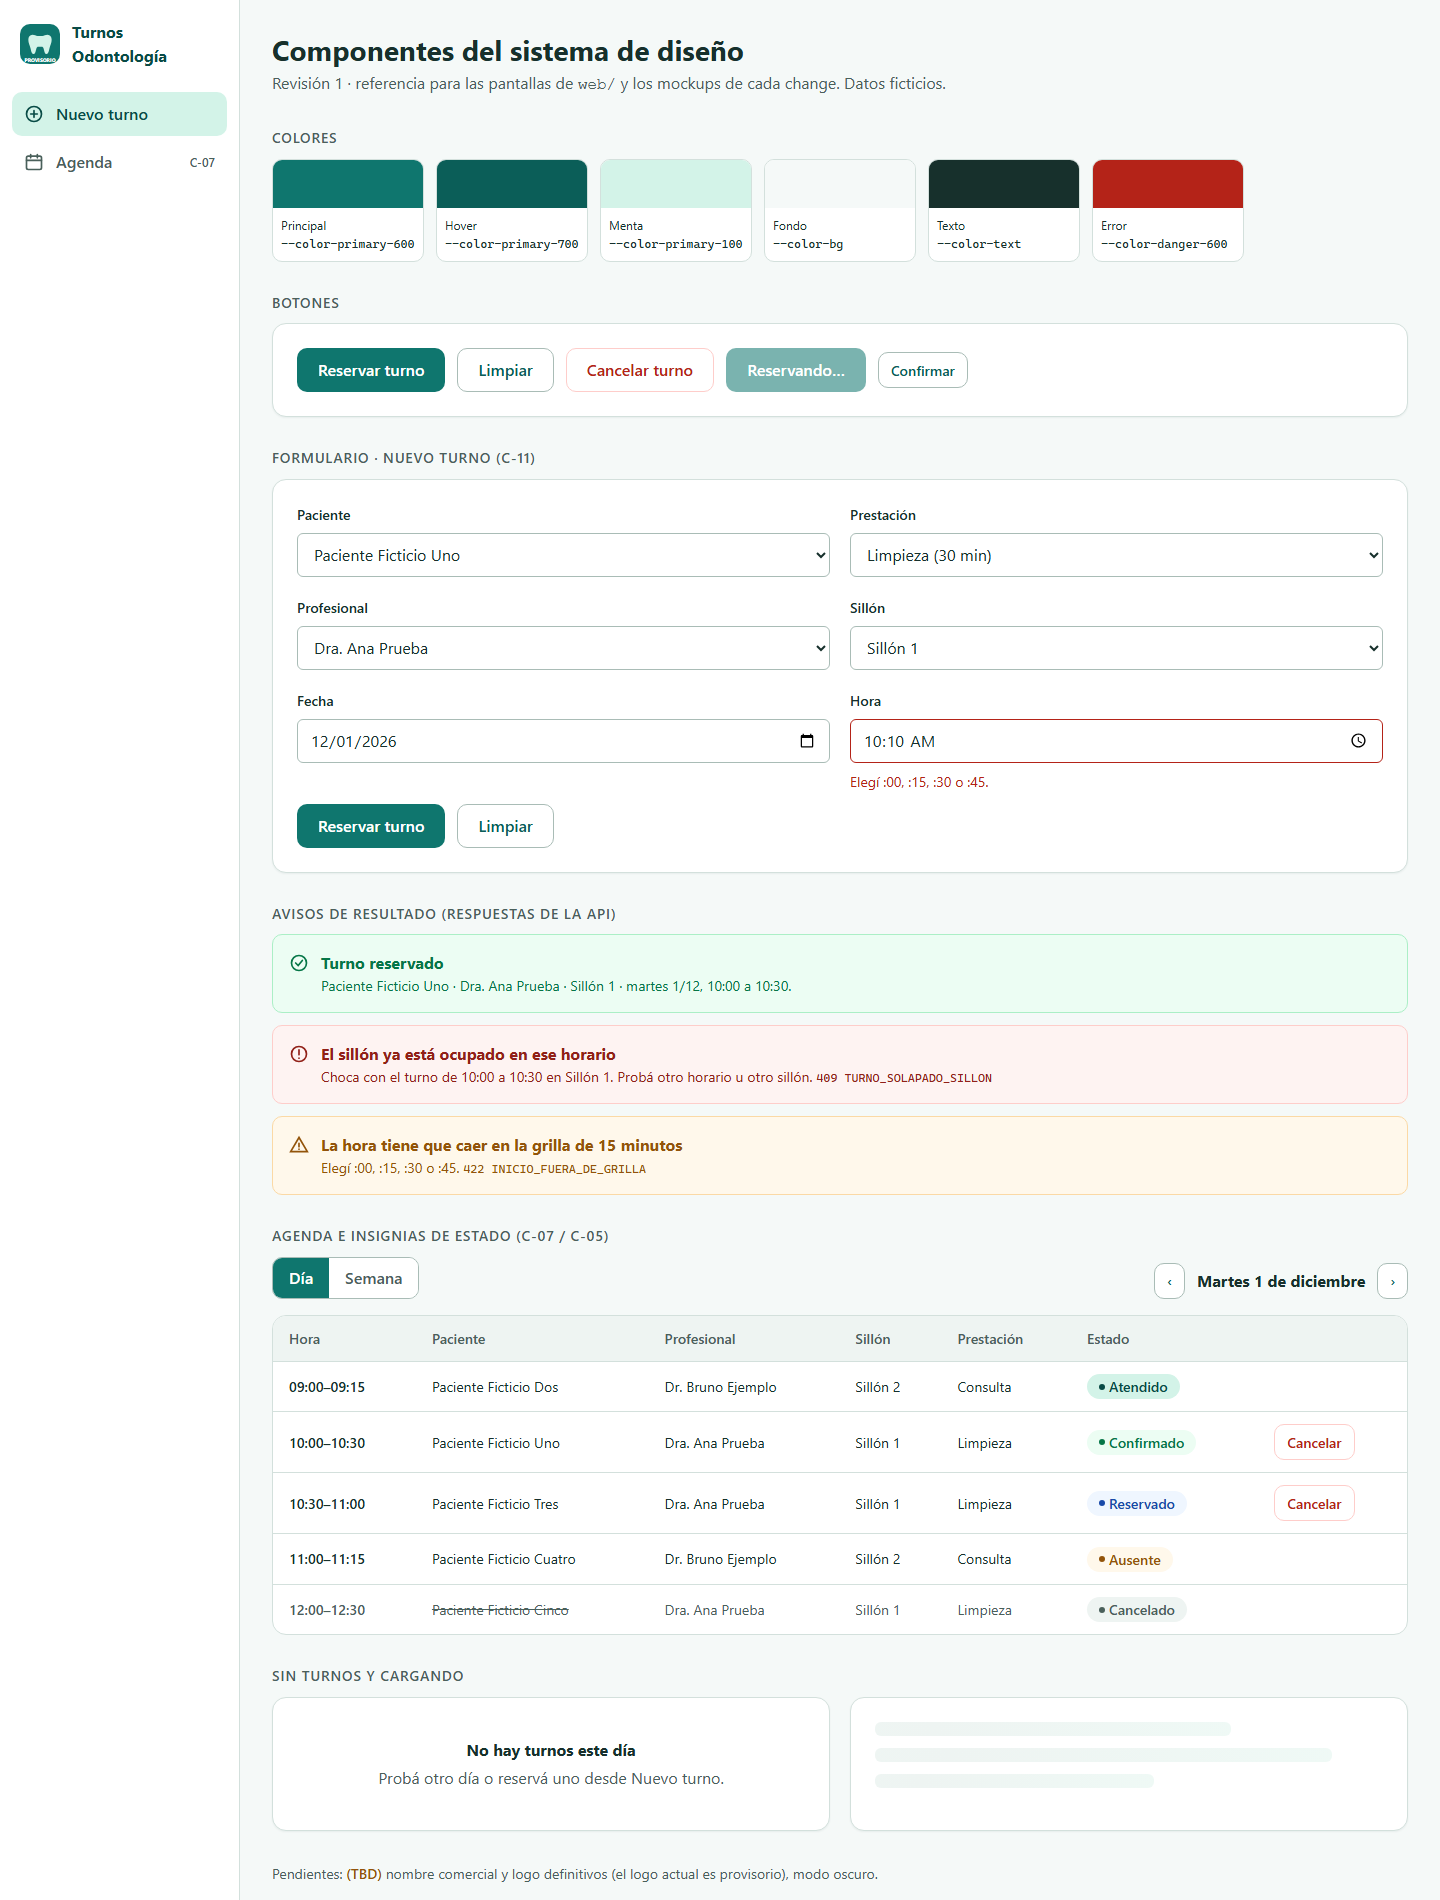 PROVISORIO
Turnos
Odontología
Nuevo turno
Agenda C-07
Componentes del sistema de diseño
Revisión 1 · referencia para las pantallas de web/ y los mockups de cada change. Datos ficticios.
COLORES
Principal
--color-primary-600
Hover
--color-primary-700
Menta
--color-primary-100
Fondo
--color-bg
Texto
--color-text
Error
--color-danger-600
BOTONES
Reservar turno Limpiar Cancelar turno Reservando... Confirmar
FORMULARIO · NUEVO TURNO (C-11)
Paciente Prestación
Paciente Ficticio Uno Limpieza (30 min)
Profesional Sillón
Dra. Ana Prueba Sillón 1
Fecha Hora
12/01/2026 10:10 AM
Elegí :00, :15, :30 o :45.
Reservar turno Limpiar
AVISOS DE RESULTADO (RESPUESTAS DE LA API)
Turno reservado
Paciente Ficticio Uno · Dra. Ana Prueba · Sillón 1 · martes 1/12, 10:00 a 10:30.
El sillón ya está ocupado en ese horario
Choca con el turno de 10:00 a 10:30 en Sillón 1. Probá otro horario u otro sillón. 409 TURNO_SOLAPADO_SILLON
La hora tiene que caer en la grilla de 15 minutos
Elegí :00, :15, :30 o :45. 422 INICIO_FUERA_DE_GRILLA
AGENDA E INSIGNIAS DE ESTADO (C-07 / C-05)
Día Semana ‹ Martes 1 de diciembre ›
Hora Paciente Profesional Sillón Prestación Estado
09:00–09:15 Paciente Ficticio Dos Dr. Bruno Ejemplo Sillón 2 Consulta Atendido
10:00–10:30 Paciente Ficticio Uno Dra. Ana Prueba Sillón 1 Limpieza Confirmado Cancelar
10:30–11:00 Paciente Ficticio Tres Dra. Ana Prueba Sillón 1 Limpieza Reservado Cancelar
11:00–11:15 Paciente Ficticio Cuatro Dr. Bruno Ejemplo Sillón 2 Consulta Ausente
12:00–12:30 Paciente Ficticio Cinco Dra. Ana Prueba Sillón 1 Limpieza Cancelado
SIN TURNOS Y CARGANDO
No hay turnos este día
Probá otro día o reservá uno desde Nuevo turno.
Pendientes: (TBD) nombre comercial y logo definitivos (el logo actual es provisorio), modo oscuro.